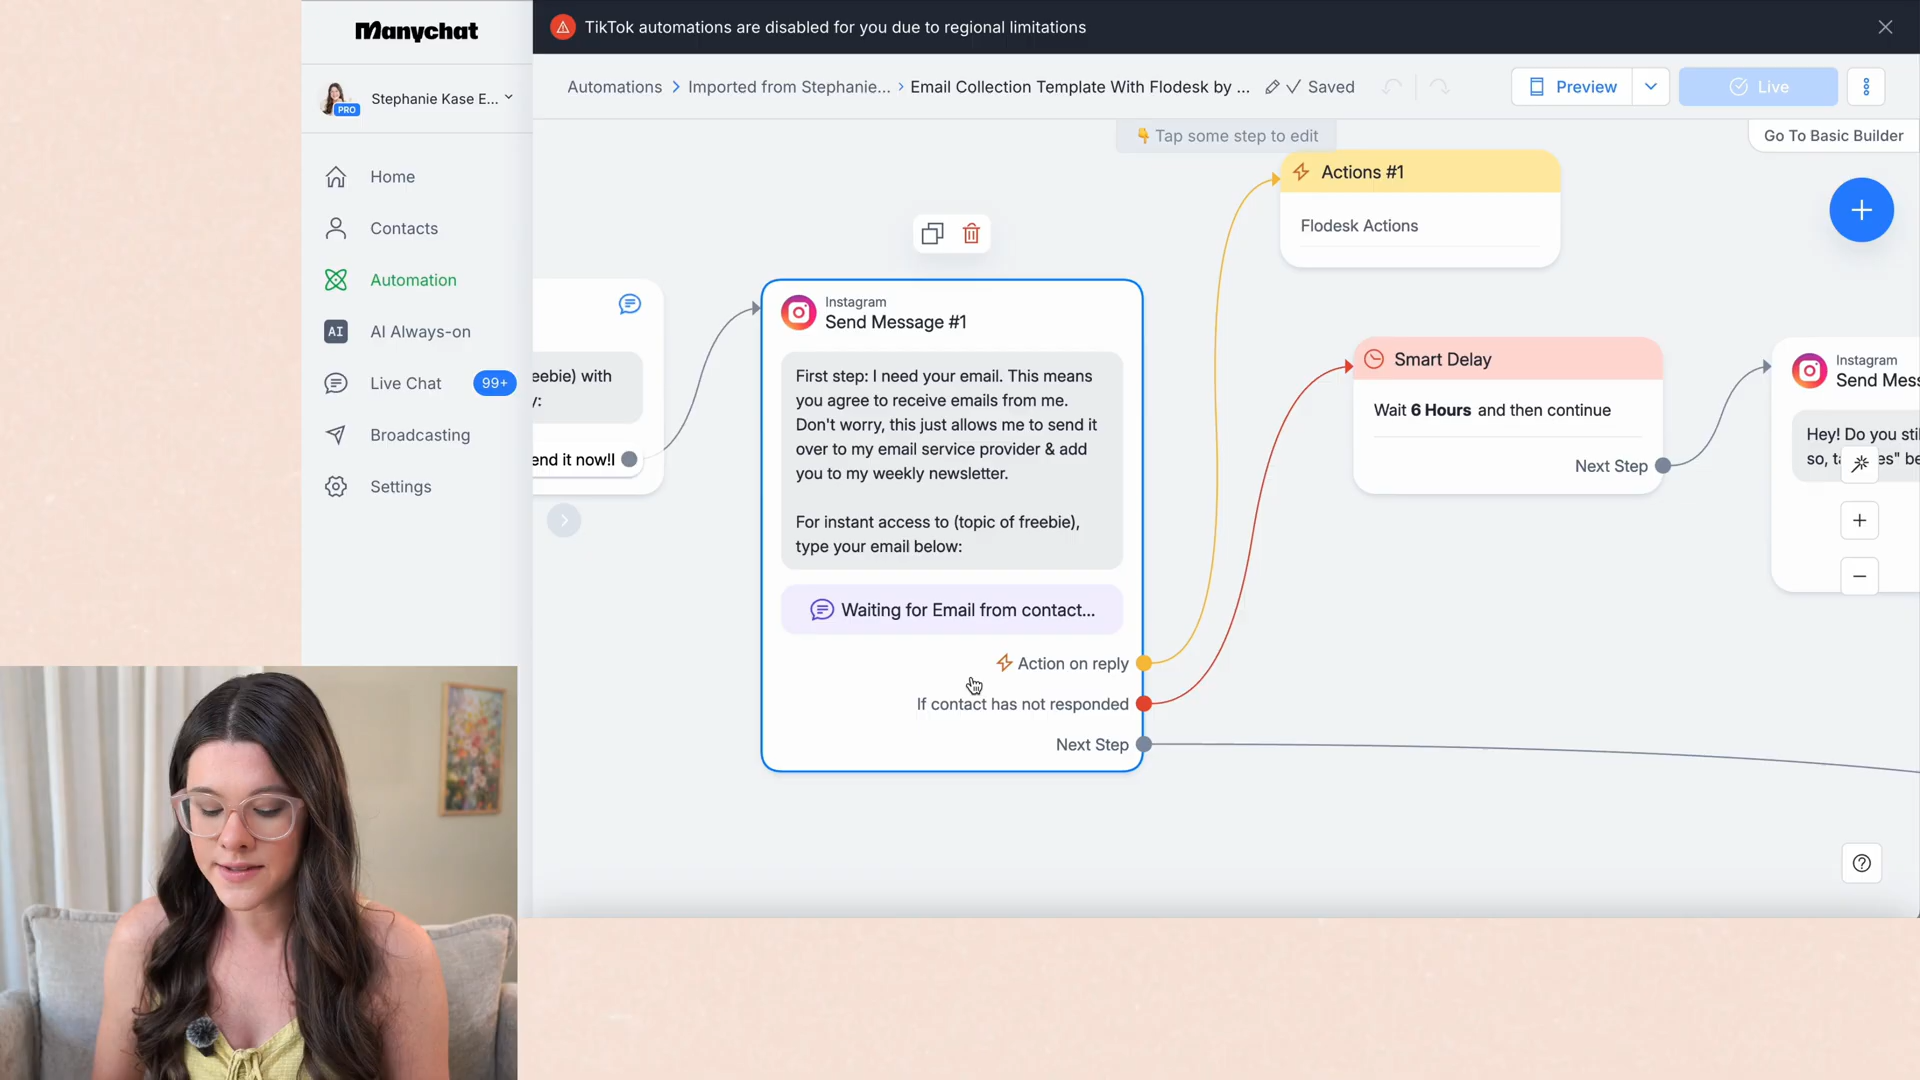 Manychat
TikTok automations are disabled for you due to regional limitations
Stephanie Kase E...
PRO
Automations
Imported from Stephanie...
Email Collection Template With Flodesk by ...
Saved
Preview
Live
👇 Tap some step to edit
Go To Basic Builder
Home
Contacts
Automation
AI
AI Always-on
Live Chat
99+
Broadcasting
Settings
eebie) with
y:
end it now!!
Instagram
Send Message #1
First step: I need your email. This means
you agree to receive emails from me.
Don't worry, this just allows me to send it
over to my email service provider & add
you to my weekly newsletter.
For instant access to (topic of freebie),
type your email below:
Waiting for Email from contact...
Action on reply
If contact has not responded
Next Step
Actions #1
Flodesk Actions
Smart Delay
Wait 6 Hours and then continue
Next Step
Instagram
Send Mess
Hey! Do you stil
so, ta
es" be